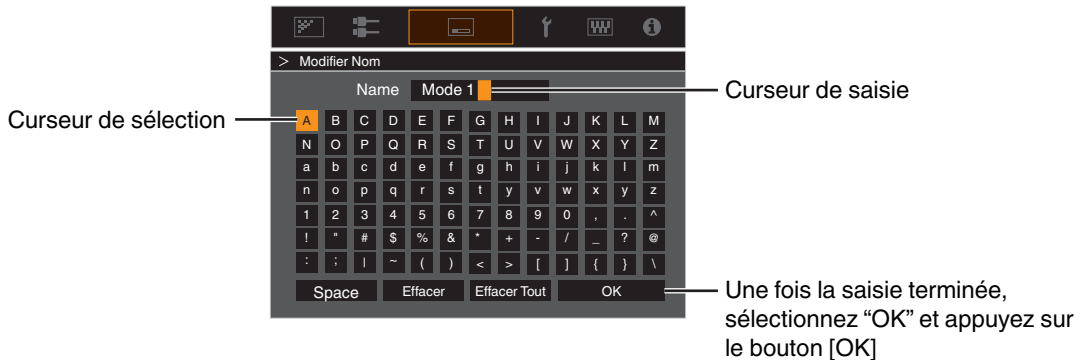 > Modifier Nom
Name Mode 1
Curseur de saisie
Curseur de sélection
A B C D E F G H I J K L M
N O P Q R S T U V W X Y Z
a b c d e f g h i j k l m
n o p q r s t y v w x y z
1 2 3 4 5 6 7 8 9 0 , . ^
! " # $ % & * + - / _ ? @
: ; | ~ ( ) < > [ ] { } \
Space Effacer Effacer Tout OK
Une fois la saisie terminée,
sélectionnez “OK” et appuyez sur
le bouton [OK]